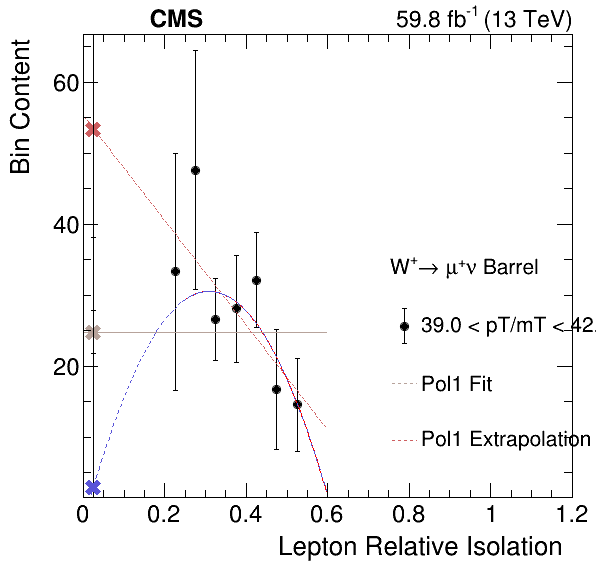 CMS
59.8 fb⁻¹ (13 TeV)
Bin Content
60
40
20
W⁺→ μ⁺ν Barrel
39.0 < pT/mT < 42.
Pol1 Fit
Pol1 Extrapolation
0
0.2
0.4
0.6
0.8
1
1.2
Lepton Relative Isolation